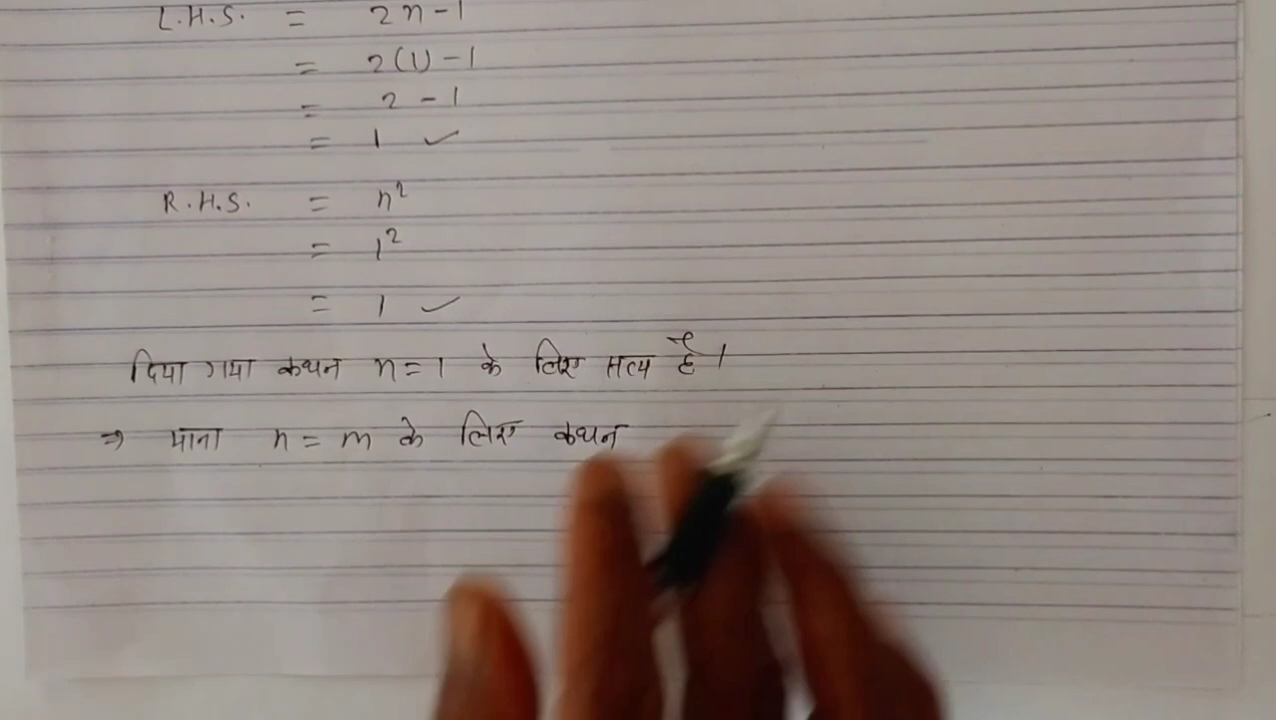 L.H.S. = 2n-1
= 2(1) - 1
= 2 - 1
= 1 ✓
R.H.S. = n²
= 1²
= 1 ✓
दिया गया कथन n=1 के लिए सत्य है।
⇒ माना n = m के लिए कथन